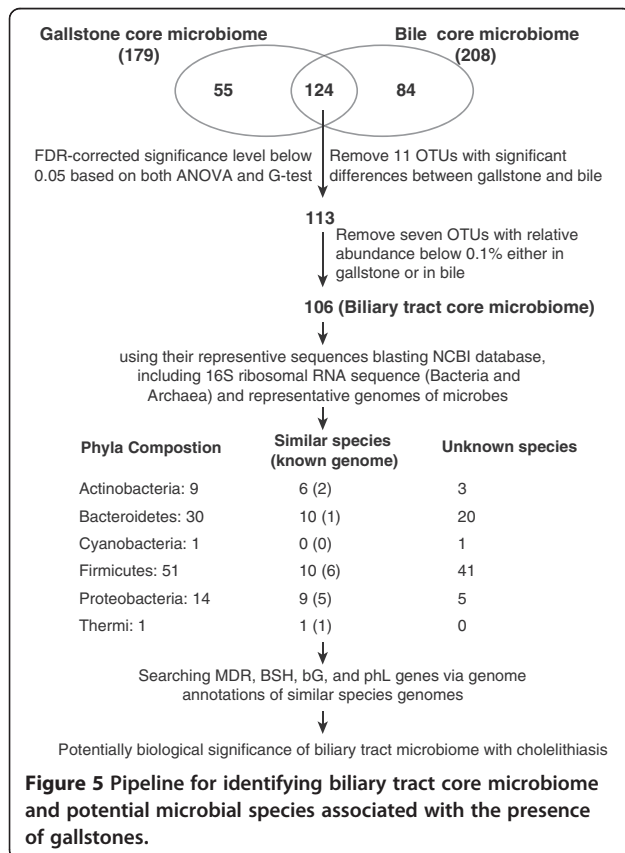 Gallstone core microbiome
(179)
Bile core microbiome
(208)
55
124
84
FDR-corrected significance level below
0.05 based on both ANOVA and G-test
Remove 11 OTUs with significant
differences between gallstone and bile
113
Remove seven OTUs with relative
abundance below 0.1% either in
gallstone or in bile
106 (Biliary tract core microbiome)
using their representive sequences blasting NCBI database,
including 16S ribosomal RNA sequence (Bacteria and
Archaea) and representative genomes of microbes
Phyla Compostion
Similar species
(known genome)
Unknown species
Actinobacteria: 9 6 (2) 3
Bacteroidetes: 30 10 (1) 20
Cyanobacteria: 1 0 (0) 1
Firmicutes: 51 10 (6) 41
Proteobacteria: 14 9 (5) 5
Thermi: 1 1 (1) 0
Searching MDR, BSH, bG, and phL genes via genome
annotations of similar species genomes
Potentially biological significance of biliary tract microbiome with cholelithiasis
Figure 5 Pipeline for identifying biliary tract core microbiome
and potential microbial species associated with the presence
of gallstones.